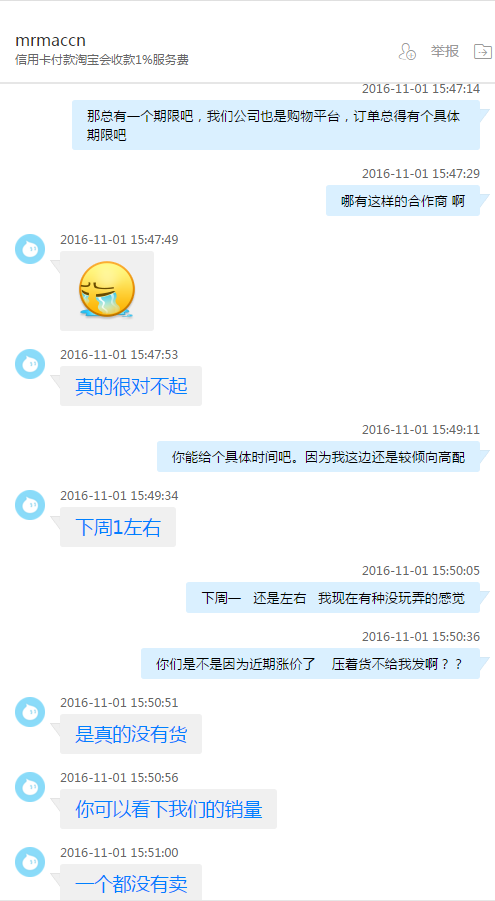 mrmaccn
信用卡付款淘宝会收款1%服务费
举报
2016-11-01 15:47:14
那总有一个期限吧，我们公司也是购物平台，订单总得有个具体
期限吧
2016-11-01 15:47:29
哪有这样的合作商 啊
2016-11-01 15:47:49
2016-11-01 15:47:53
真的很对不起
2016-11-01 15:49:11
你能给个具体时间吧。因为我这边还是较倾向高配
2016-11-01 15:49:34
下周1左右
2016-11-01 15:50:05
下周一 还是左右 我现在有种没玩弄的感觉
2016-11-01 15:50:36
你们是不是因为近期涨价了 压着货不给我发啊？？
2016-11-01 15:50:51
是真的没有货
2016-11-01 15:50:56
你可以看下我们的销量
2016-11-01 15:51:00
一个都没有卖